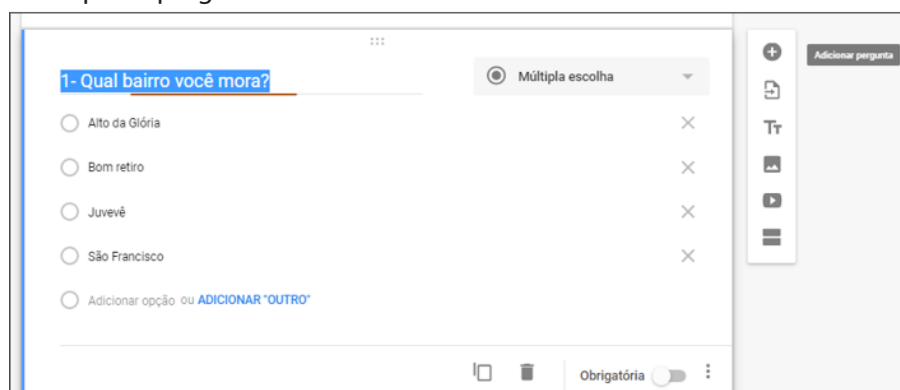 1- Qual bairro você mora?
Múltipla escolha
Adicionar pergunta
Alto da Glória
Bom retiro
Juvevê
São Francisco
Adicionar opção ou ADICIONAR "OUTRO"
Obrigatória